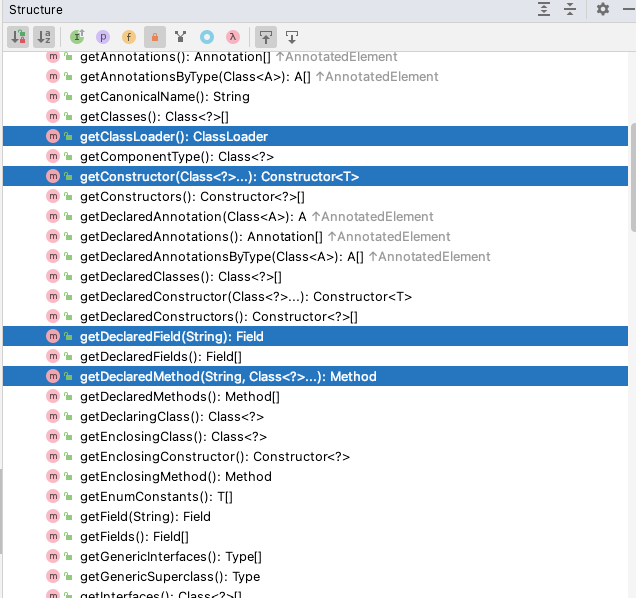 Structure
getAnnotations(): Annotation[] ↑AnnotatedElement
getAnnotationsByType(Class<A>): A[] ↑AnnotatedElement
getCanonicalName(): String
getClasses(): Class<?>[]
getClassLoader(): ClassLoader
getComponentType(): Class<?>
getConstructor(Class<?>...): Constructor<T>
getConstructors(): Constructor<?>[]
getDeclaredAnnotation(Class<A>): A ↑AnnotatedElement
getDeclaredAnnotations(): Annotation[] ↑AnnotatedElement
getDeclaredAnnotationsByType(Class<A>): A[] ↑AnnotatedElement
getDeclaredClasses(): Class<?>[]
getDeclaredConstructor(Class<?>...): Constructor<T>
getDeclaredConstructors(): Constructor<?>[]
getDeclaredField(String): Field
getDeclaredFields(): Field[]
getDeclaredMethod(String, Class<?>...): Method
getDeclaredMethods(): Method[]
getDeclaringClass(): Class<?>
getEnclosingClass(): Class<?>
getEnclosingConstructor(): Constructor<?>
getEnclosingMethod(): Method
getEnumConstants(): T[]
getField(String): Field
getFields(): Field[]
getGenericInterfaces(): Type[]
getGenericSuperclass(): Type
getInterfaces(): Class<?>[]